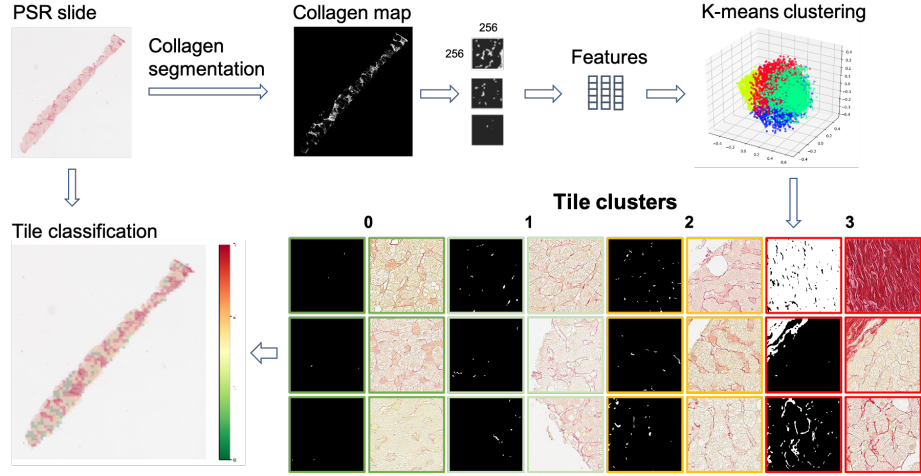 PSR slide
Collagen
segmentation
Collagen map
256
256
Features
K-means clustering
Tile clusters
0 1 2 3
Tile classification